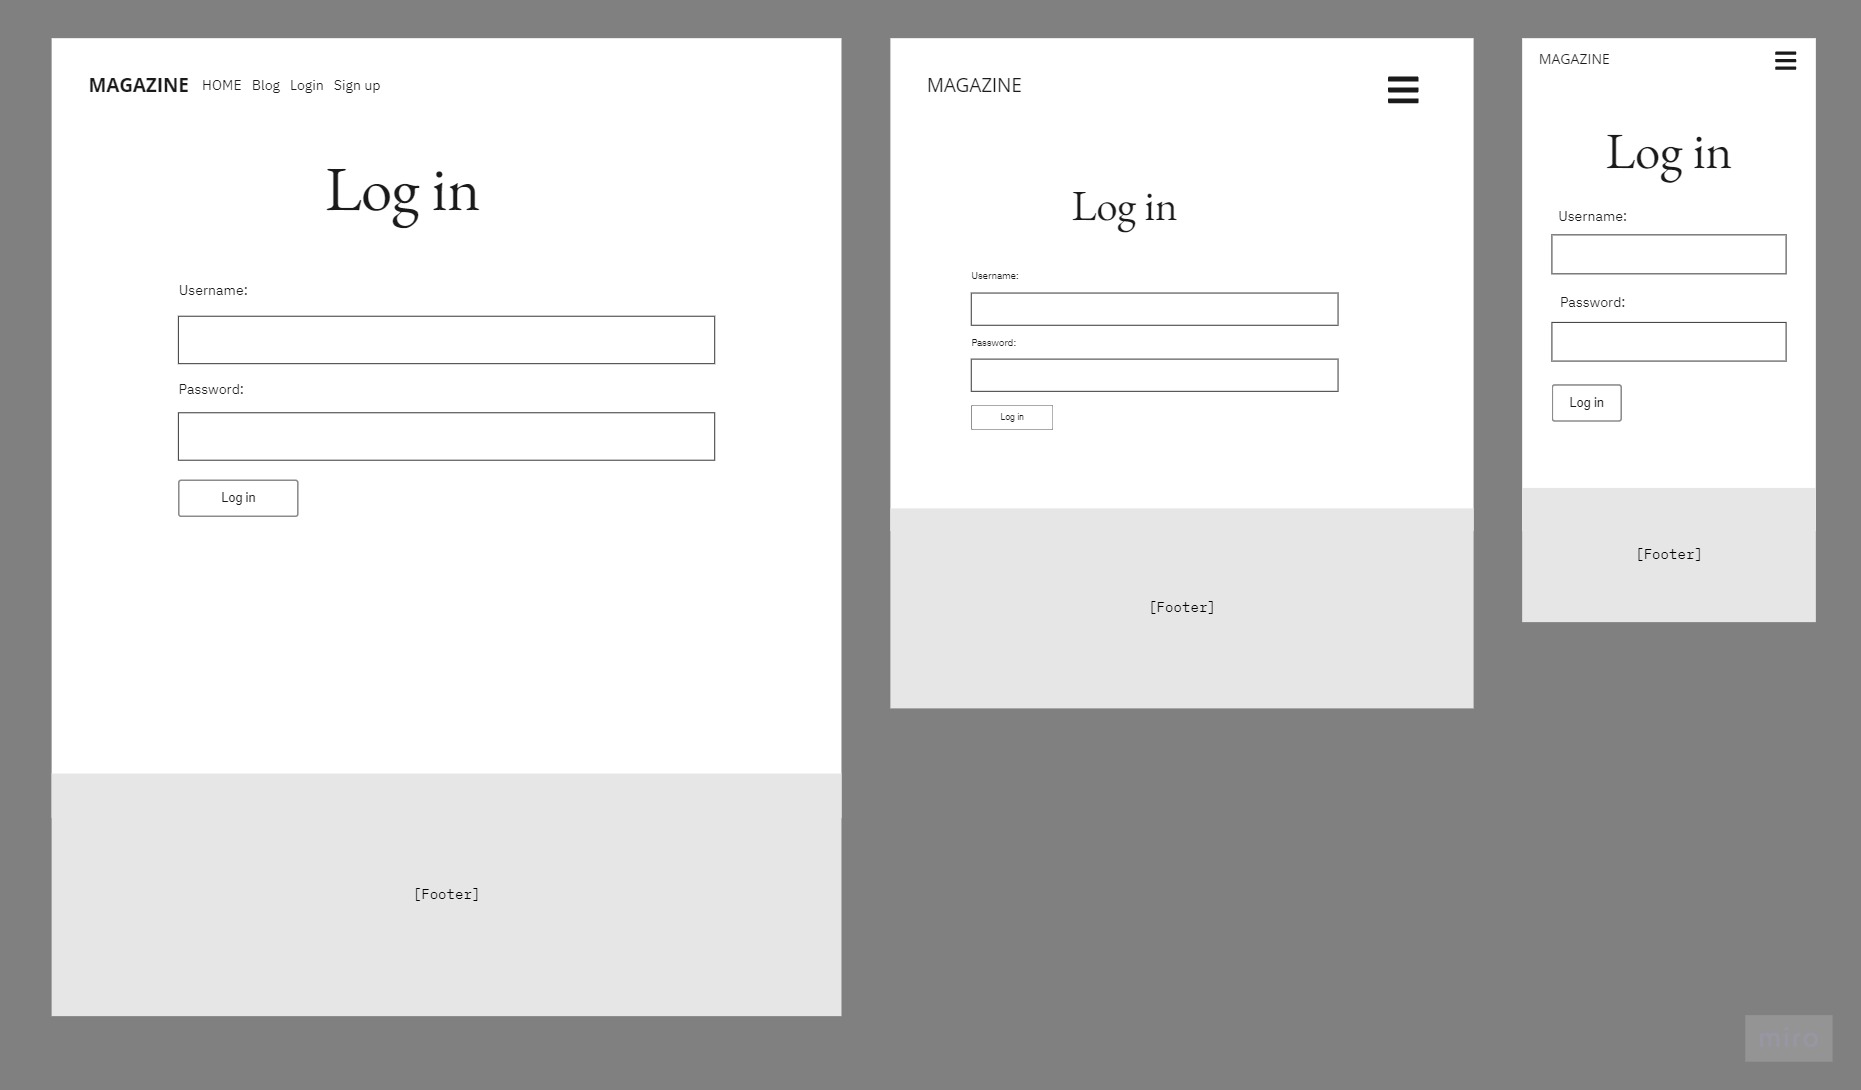 MAGAZINE HOME Blog Login Sign up
Log in
Username:
Password:
Log in
[Footer]
MAGAZINE
Log in
Username:
Password:
Log in
[Footer]
MAGAZINE
Log in
Username:
Password:
Log in
[Footer]
miro